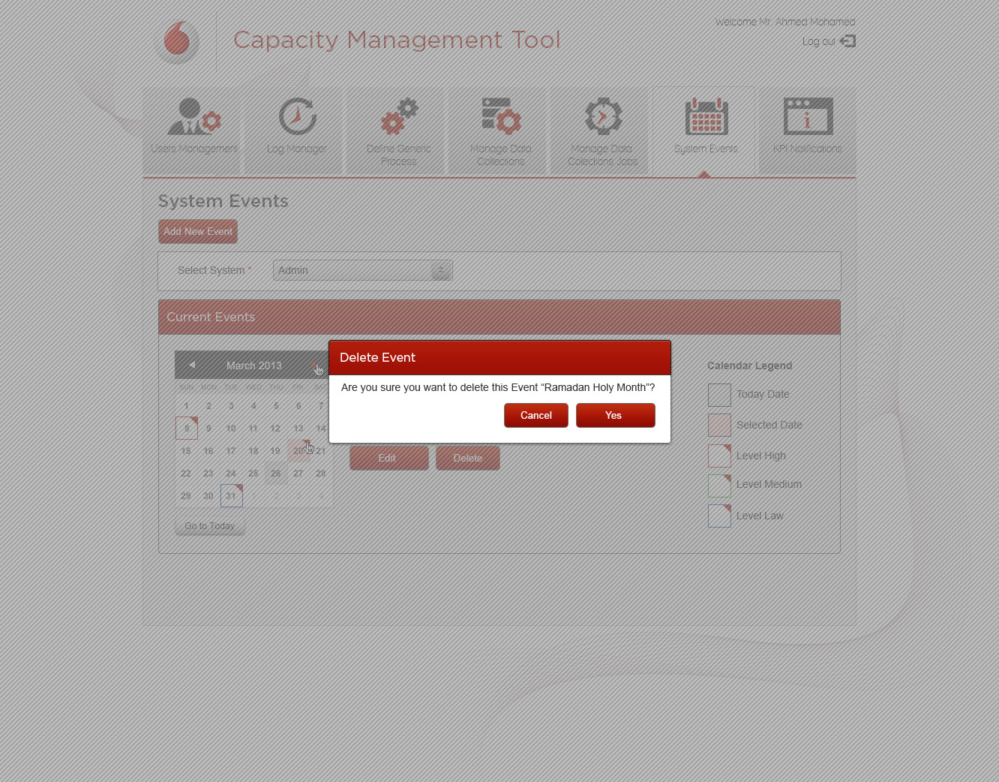 Welcome Mr. Ahmed Mohamed
Capacity Management Tool
Log out
Users Management
Log Manager
Define Generic
Process
Manage Data
Collections
Manage Data
Colections Jobs
System Events
KPI Notifications
System Events
Add New Event
Select System *
Admin
Current Events
March 2013
SUN MON TUE WED THU FRI SAT
1 2 3 4 5 6 7
8 9 10 11 12 13 14
15 16 17 18 19 20 21
22 23 24 25 26 27 28
29 30 31 1 2 3 4
Go to Today
Delete Event
Are you sure you want to delete this Event “Ramadan Holy Month”?
Cancel
Yes
Edit
Delete
Calendar Legend
Today Date
Selected Date
Level High
Level Medium
Level Law